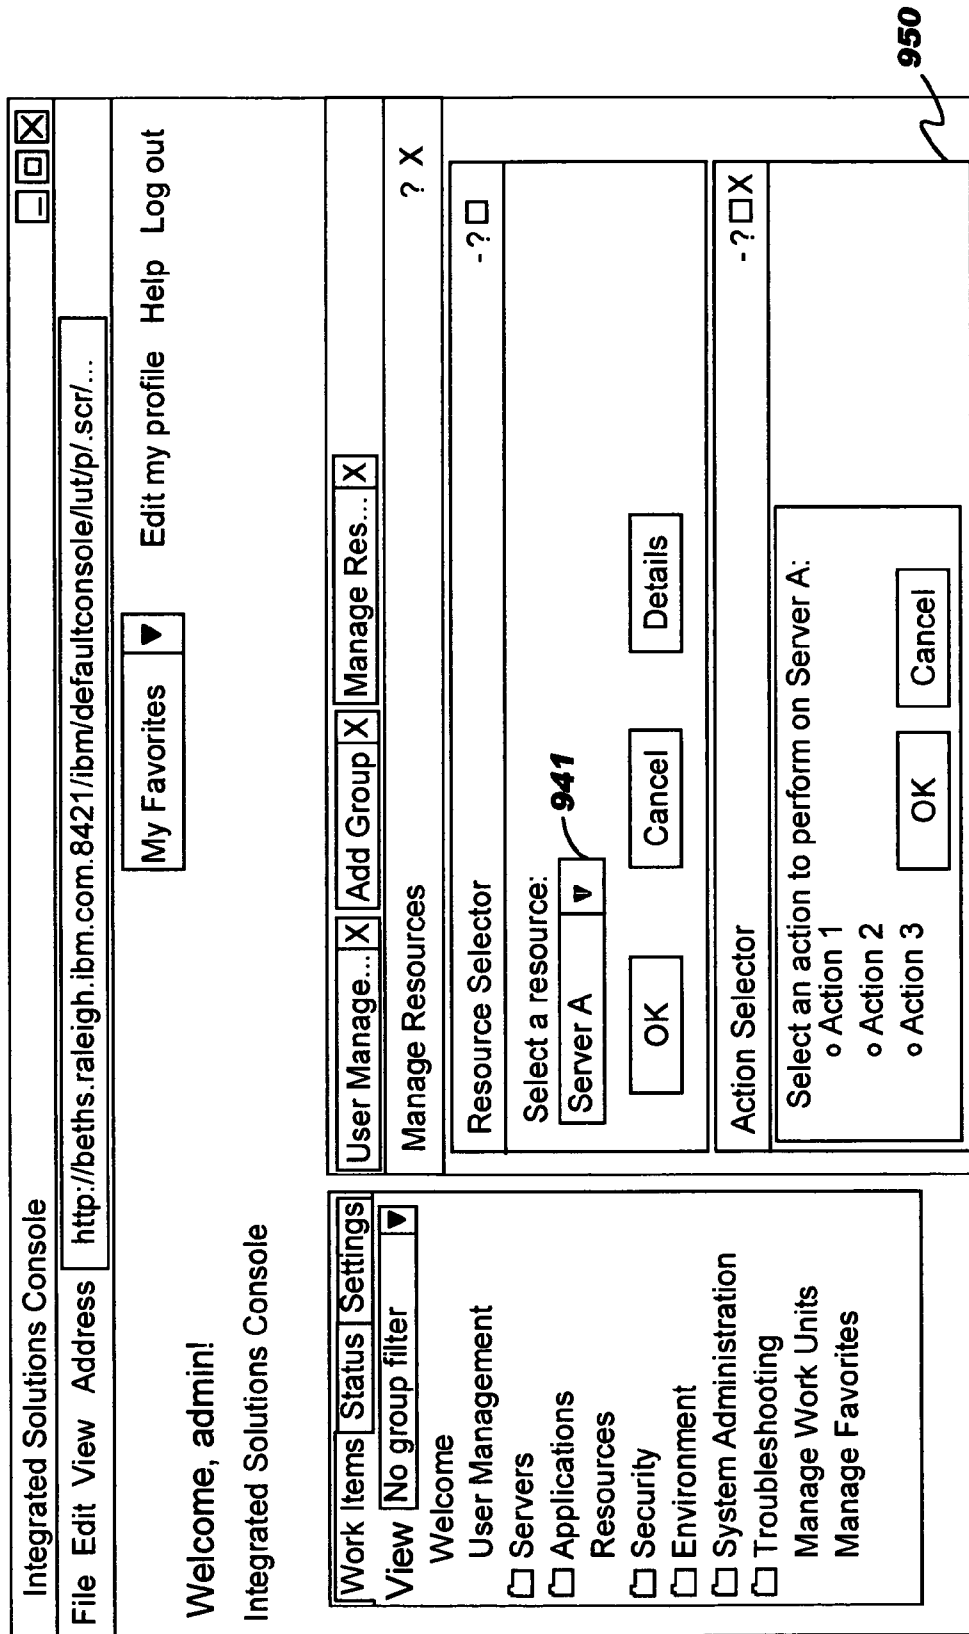 Integrated Solutions Console
File Edit View Address http://beths.raleigh.ibm.com.8421/ibm/defaultconsole/lut/p/.scr/...
My Favorites Edit my profile Help Log out
Welcome, admin!
Integrated Solutions Console
Work Items Status Settings
View No group filter
Welcome
User Management
Servers
Applications
Resources
Security
Environment
System Administration
Troubleshooting
Manage Work Units
Manage Favorites
User Manage... X Add Group X Manage Res... X
Manage Resources ? X
Resource Selector - ?
Select a resource:
Server A
941
OK Cancel Details
Action Selector - ? X
Select an action to perform on Server A:
Action 1
Action 2
Action 3
OK Cancel
950